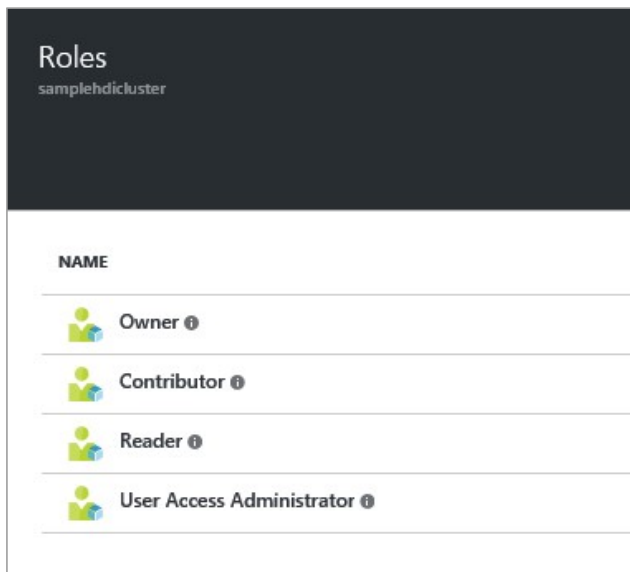 Roles
samplehdicluster
NAME
Owner
Contributor
Reader
User Access Administrator